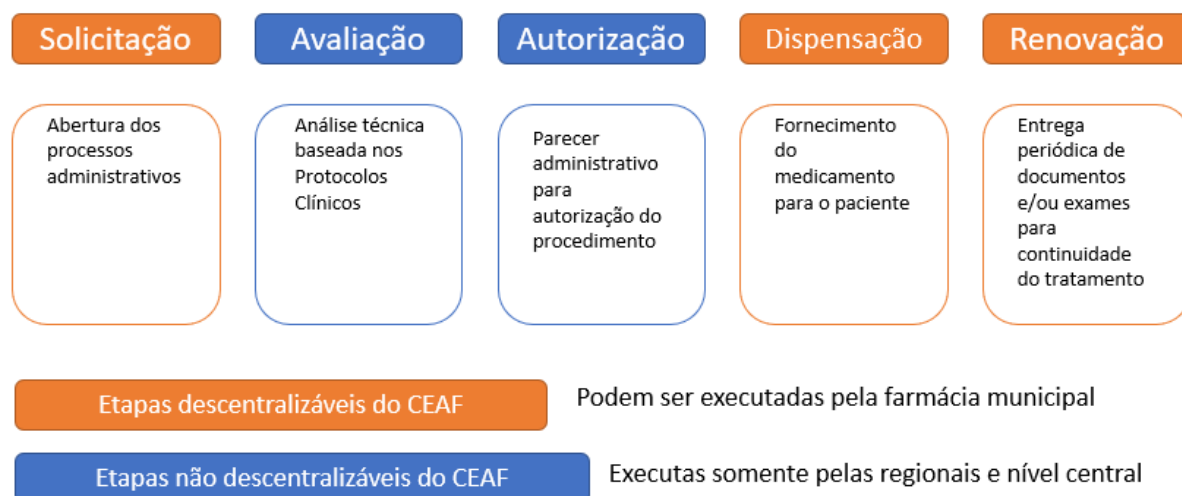 Solicitação
Avaliação
Autorização
Dispensação
Renovação
Abertura dos
processos
administrativos
Análise técnica
baseada nos
Protocolos
Clínicos
Parecer
administrativo
para
autorização do
procedimento
Fornecimento
do
medicamento
para o paciente
Entrega
periódica de
documentos
e/ou exames
para
continuidade
do tratamento
Etapas descentralizáveis do CEAF
Podem ser executadas pela farmácia municipal
Etapas não descentralizáveis do CEAF
Executas somente pelas regionais e nível central